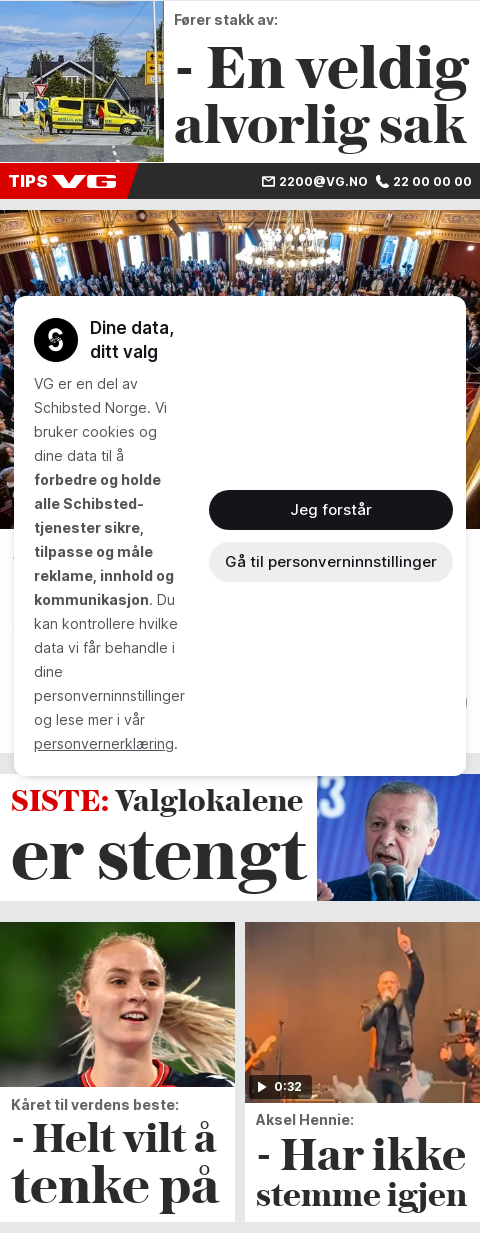 Fører stakk av:
- En veldig
alvorlig sak
TIPS VG
2200@VG.NO 22 00 00 00
Dine data,
ditt valg
VG er en del av
Schibsted Norge. Vi
bruker cookies og
dine data til å
forbedre og holde
alle Schibsted-
tjenester sikre,
tilpasse og måle
reklame, innhold og
kommunikasjon. Du
kan kontrollere hvilke
data vi får behandle i
dine
personverninnstillinger
og lese mer i vår
personvernerklæring.
Jeg forstår
Gå til personverninnstillinger
SISTE: Valglokalene
er stengt
Kåret til verdens beste:
- Helt vilt å
tenke på
0:32
Aksel Hennie:
- Har ikke
stemme igjen